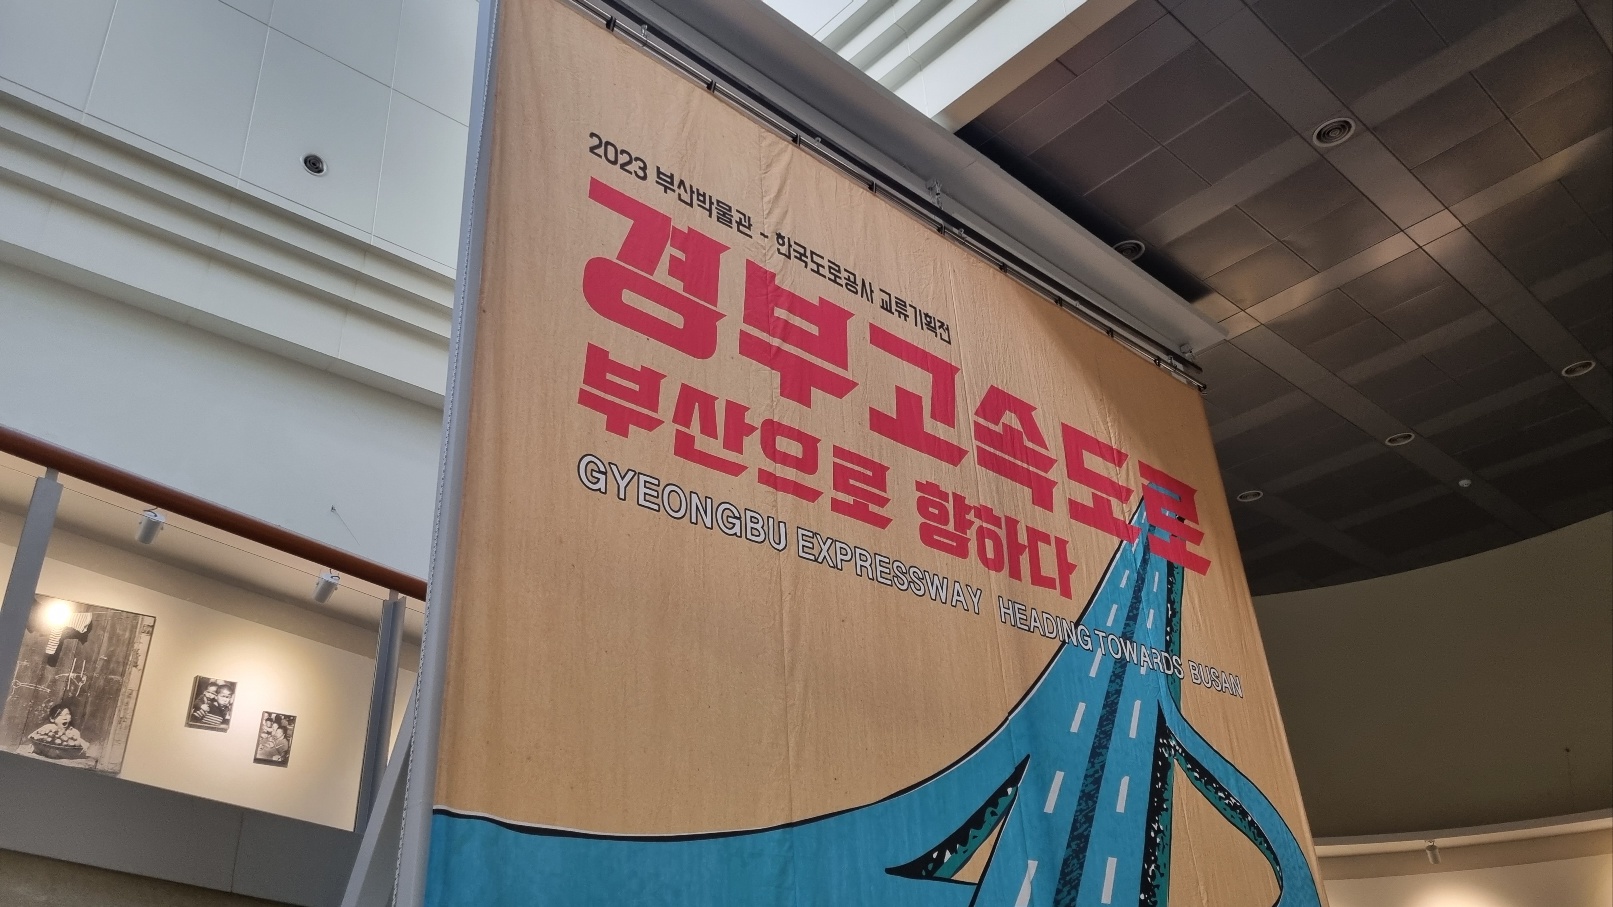 2023 부산박물관 - 한국도로공사 교류기획전
경부고속도로
부산으로 향하다
GYEONGBU EXPRESSWAY HEADING TOWARDS BUSAN